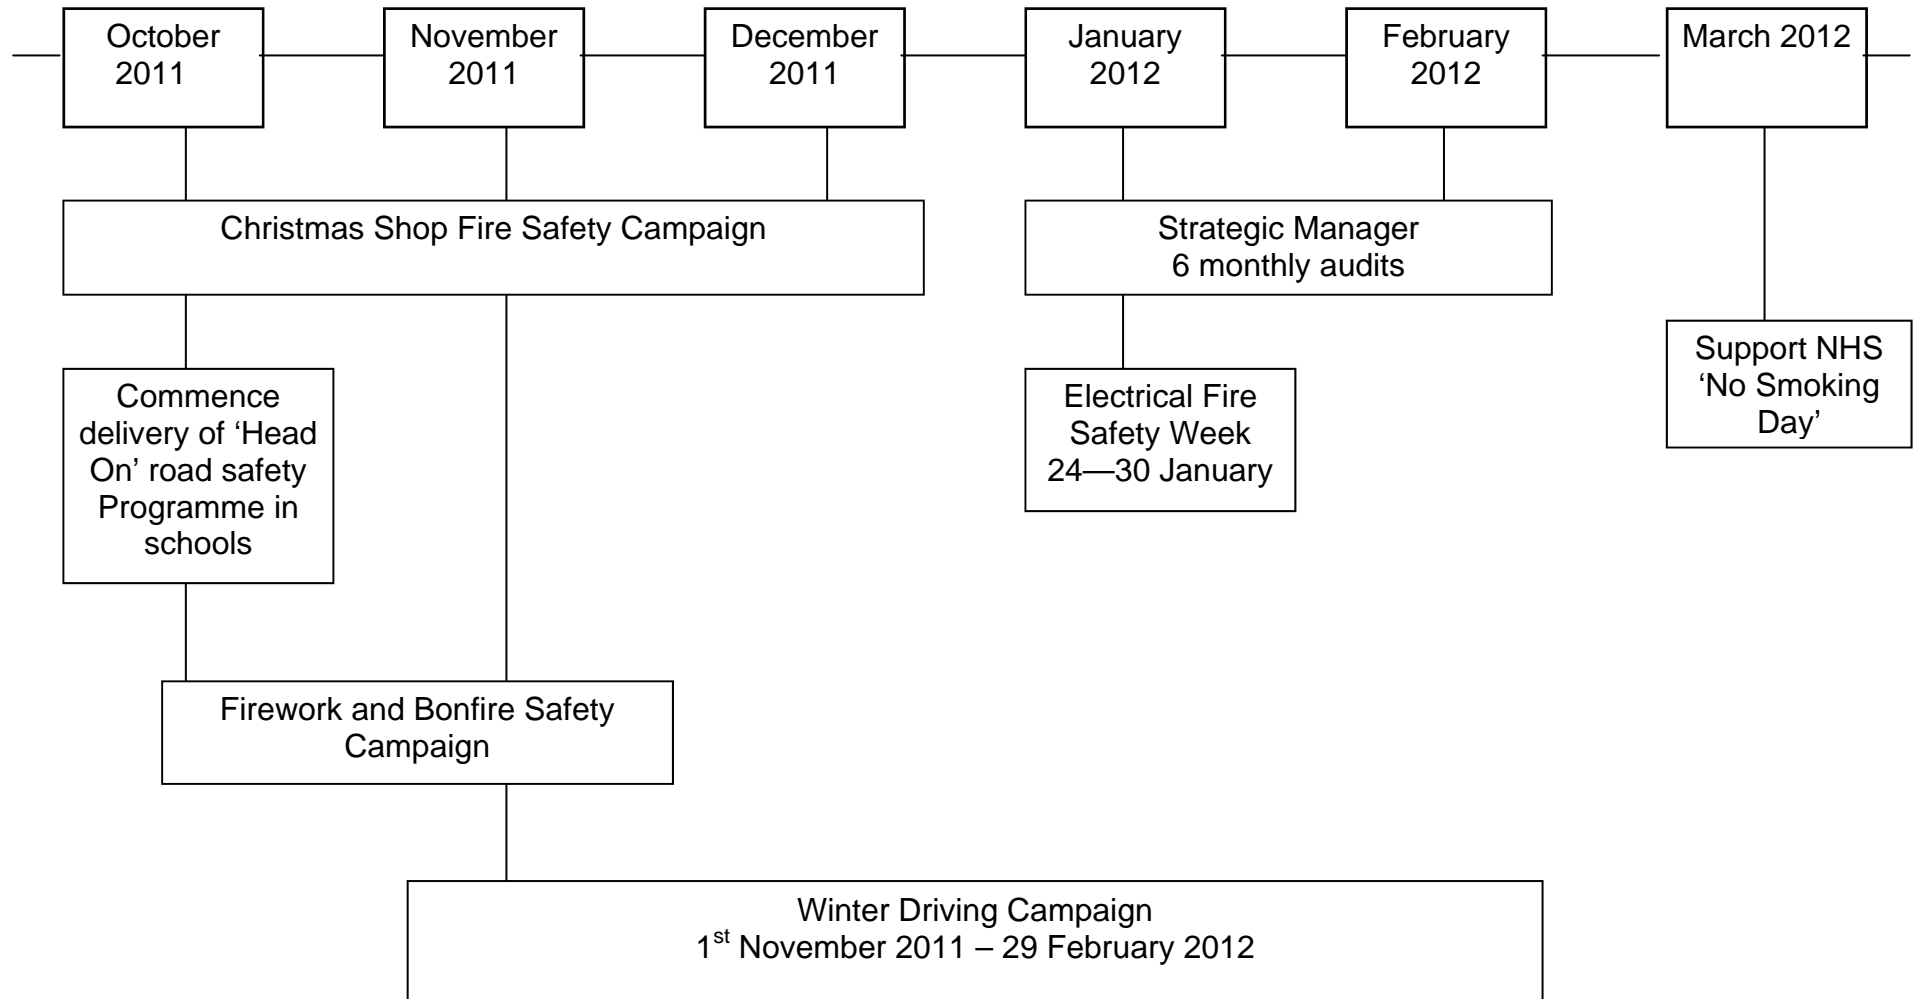 October
2011
November
2011
December
2011
January
2012
February
2012
March 2012
Christmas Shop Fire Safety Campaign
Strategic Manager
6 monthly audits
Commence
delivery of ‘Head
On’ road safety
Programme in
schools
Electrical Fire
Safety Week
24—30 January
Support NHS
‘No Smoking
Day’
Firework and Bonfire Safety
Campaign
Winter Driving Campaign
1st November 2011 – 29 February 2012